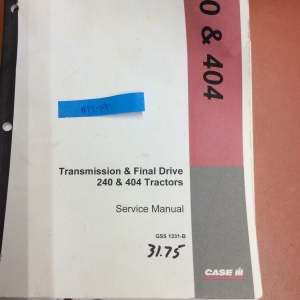 0 & 404
Transmission & Final Drive
240 & 404 Tractors
Service Manual
GSS 1331-B
31.75
CASE IH